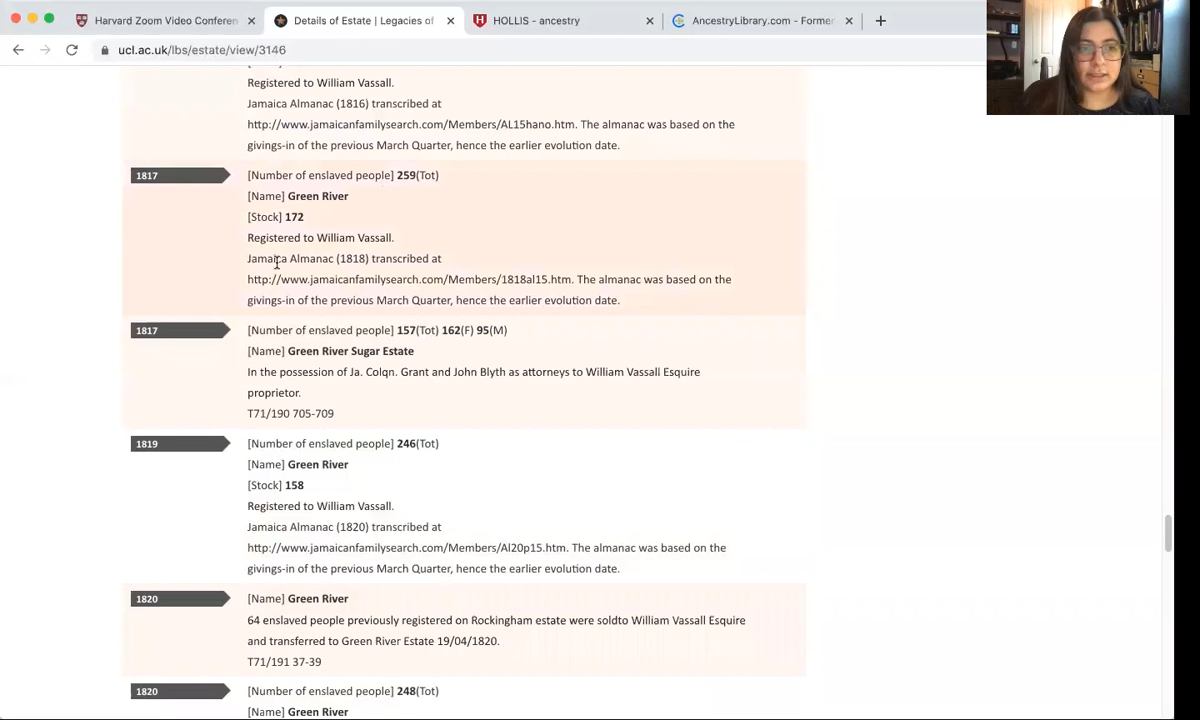 Harvard Zoom Video Conferen
Details of Estate | Legacies of
HOLLIS - ancestry
AncestryLibrary.com - Former
ucl.ac.uk/lbs/estate/view/3146
Registered to William Vassall.
Jamaica Almanac (1816) transcribed at
http://www.jamaicanfamilysearch.com/Members/AL15hano.htm. The almanac was based on the
givings-in of the previous March Quarter, hence the earlier evolution date.
1817
[Number of enslaved people] 259(Tot)
[Name] Green River
[Stock] 172
Registered to William Vassall.
Jamaica Almanac (1818) transcribed at
http://www.jamaicanfamilysearch.com/Members/1818al15.htm. The almanac was based on the
givings-in of the previous March Quarter, hence the earlier evolution date.
1817
[Number of enslaved people] 157(Tot) 162(F) 95(M)
[Name] Green River Sugar Estate
In the possession of Ja. Colqn. Grant and John Blyth as attorneys to William Vassall Esquire
proprietor.
T71/190 705-709
1819
[Number of enslaved people] 246(Tot)
[Name] Green River
[Stock] 158
Registered to William Vassall.
Jamaica Almanac (1820) transcribed at
http://www.jamaicanfamilysearch.com/Members/Al20p15.htm. The almanac was based on the
givings-in of the previous March Quarter, hence the earlier evolution date.
1820
[Name] Green River
64 enslaved people previously registered on Rockingham estate were soldto William Vassall Esquire
and transferred to Green River Estate 19/04/1820.
T71/191 37-39
1820
[Number of enslaved people] 248(Tot)
[Name] Green River